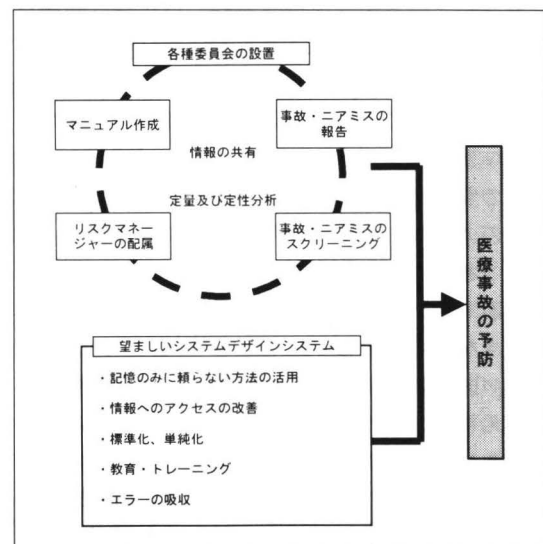 各種委員会の設置
マニュアル作成
事故・ニアミスの
報告
情報の共有
定量及び定性分析
リスクマネー
ジャーの配属
事故・ニアミスの
スクリーニング
医療事故の予防
望ましいシステムデザインシステム
・記憶のみに頼らない方法の活用
・情報へのアクセスの改善
・標準化、単純化
・教育・トレーニング
・エラーの吸収